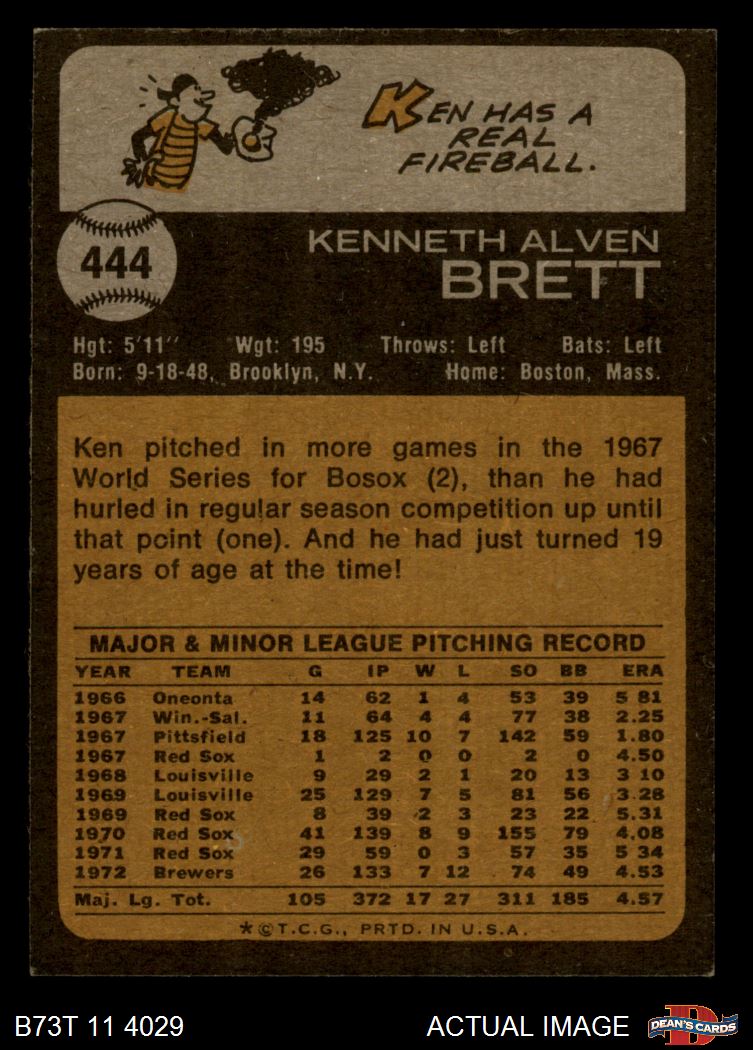 KEN HAS A
REAL
FIREBALL.
444
KENNETH ALVEN
BRETT
Hgt: 5'11" Wgt: 195 Throws: Left Bats: Left
Born: 9-18-48, Brooklyn, N.Y. Home: Boston, Mass.
Ken pitched in more games in the 1967
World Series for Bosox (2), than he had
hurled in regular season competition up until
that point (one). And he had just turned 19
years of age at the time!
MAJOR & MINOR LEAGUE PITCHING RECORD
YEAR TEAM G IP W L SO BB ERA
1966 Oneonta 14 62 1 4 53 39 5 81
1967 Win.-Sal. 11 64 4 4 77 38 2.25
1967 Pittsfield 18 125 10 7 142 59 1.80
1967 Red Sox 1 2 0 0 2 0 4.50
1968 Louisville 9 29 2 1 20 13 3 10
1969 Louisville 25 129 7 5 81 56 3.28
1969 Red Sox 8 39 2 3 23 22 5.31
1970 Red Sox 41 139 8 9 155 79 4.08
1971 Red Sox 29 59 0 3 57 35 5 34
1972 Brewers 26 133 7 12 74 49 4.53
Maj. Lg. Tot. 105 372 17 27 311 185 4.57
*©T.C.G., PRTD. IN U.S.A.
B73T 11 4029 ACTUAL IMAGE D DEAN'S CARDS